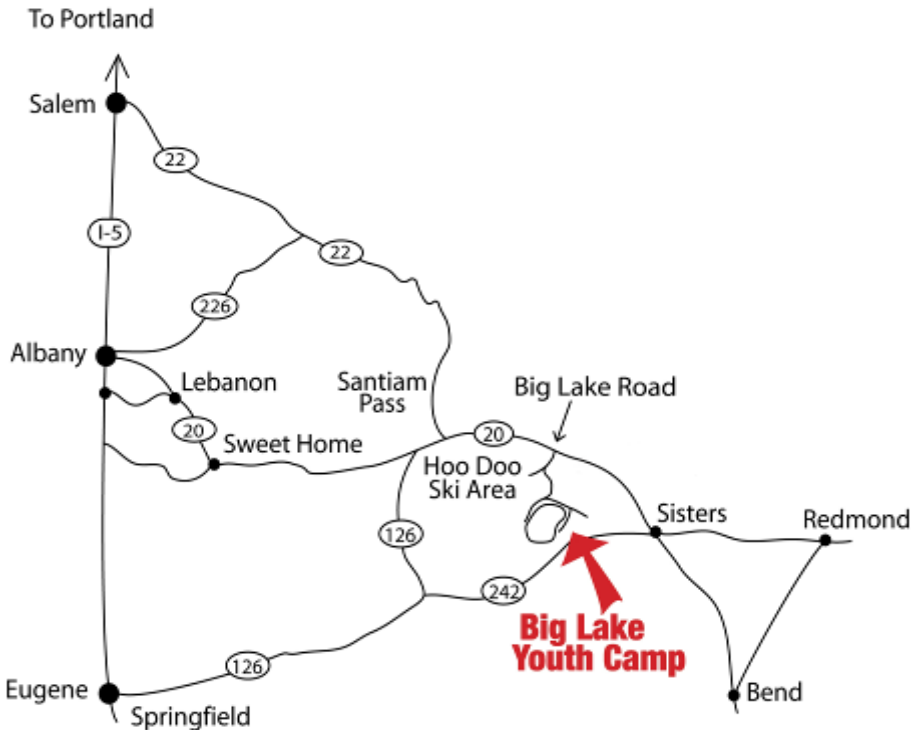 To Portland
Salem
22
I-5
22
226
Albany
Lebanon
Santiam
Pass
Big Lake Road
20
Sweet Home
20
Hoo Doo
Ski Area
Sisters
Redmond
126
242
Big Lake
Youth Camp
126
Eugene
Springfield
Bend